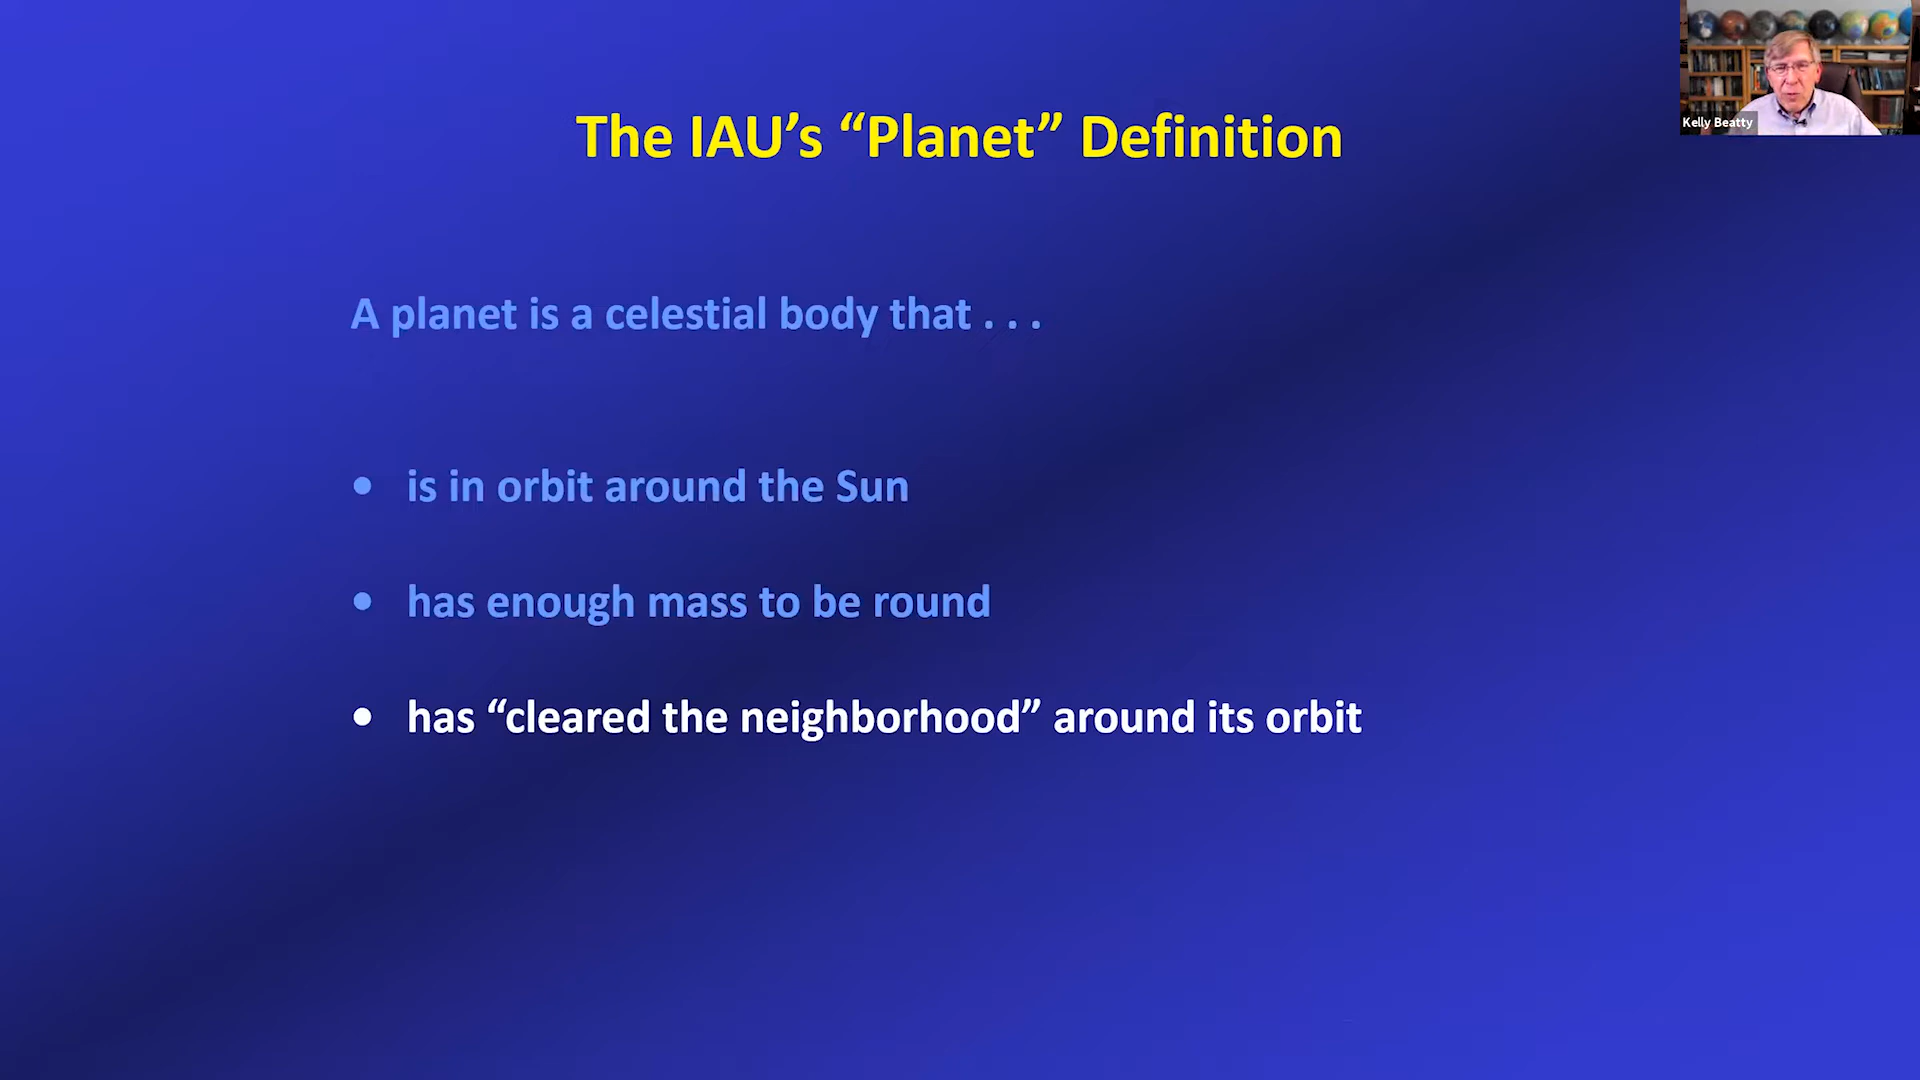 The IAU’s “Planet” Definition
Kelly Beatty
A planet is a celestial body that . . .
• is in orbit around the Sun
• has enough mass to be round
• has “cleared the neighborhood” around its orbit